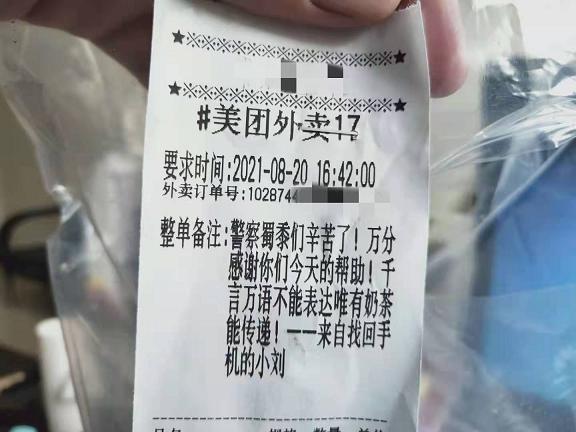 #美团外卖17
要求时间:2021-08-20 16:42:00
外卖订单号:1028744
整单备注:警察蜀黍们辛苦了！万分
感谢你们今天的帮助！千
言万语不能表达唯有奶茶
能传递！——来自找回手
机的小刘